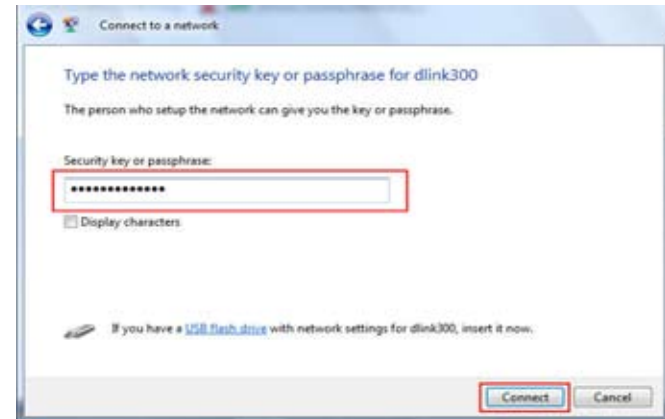 Connect to a network
Type the network security key or passphrase for dlink300
The person who setup the network can give you the key or passphrase.
Security key or passphrase:
•••••••••••••
Display characters
If you have a USB flash drive with network settings for dlink300, insert it now.
Connect Cancel